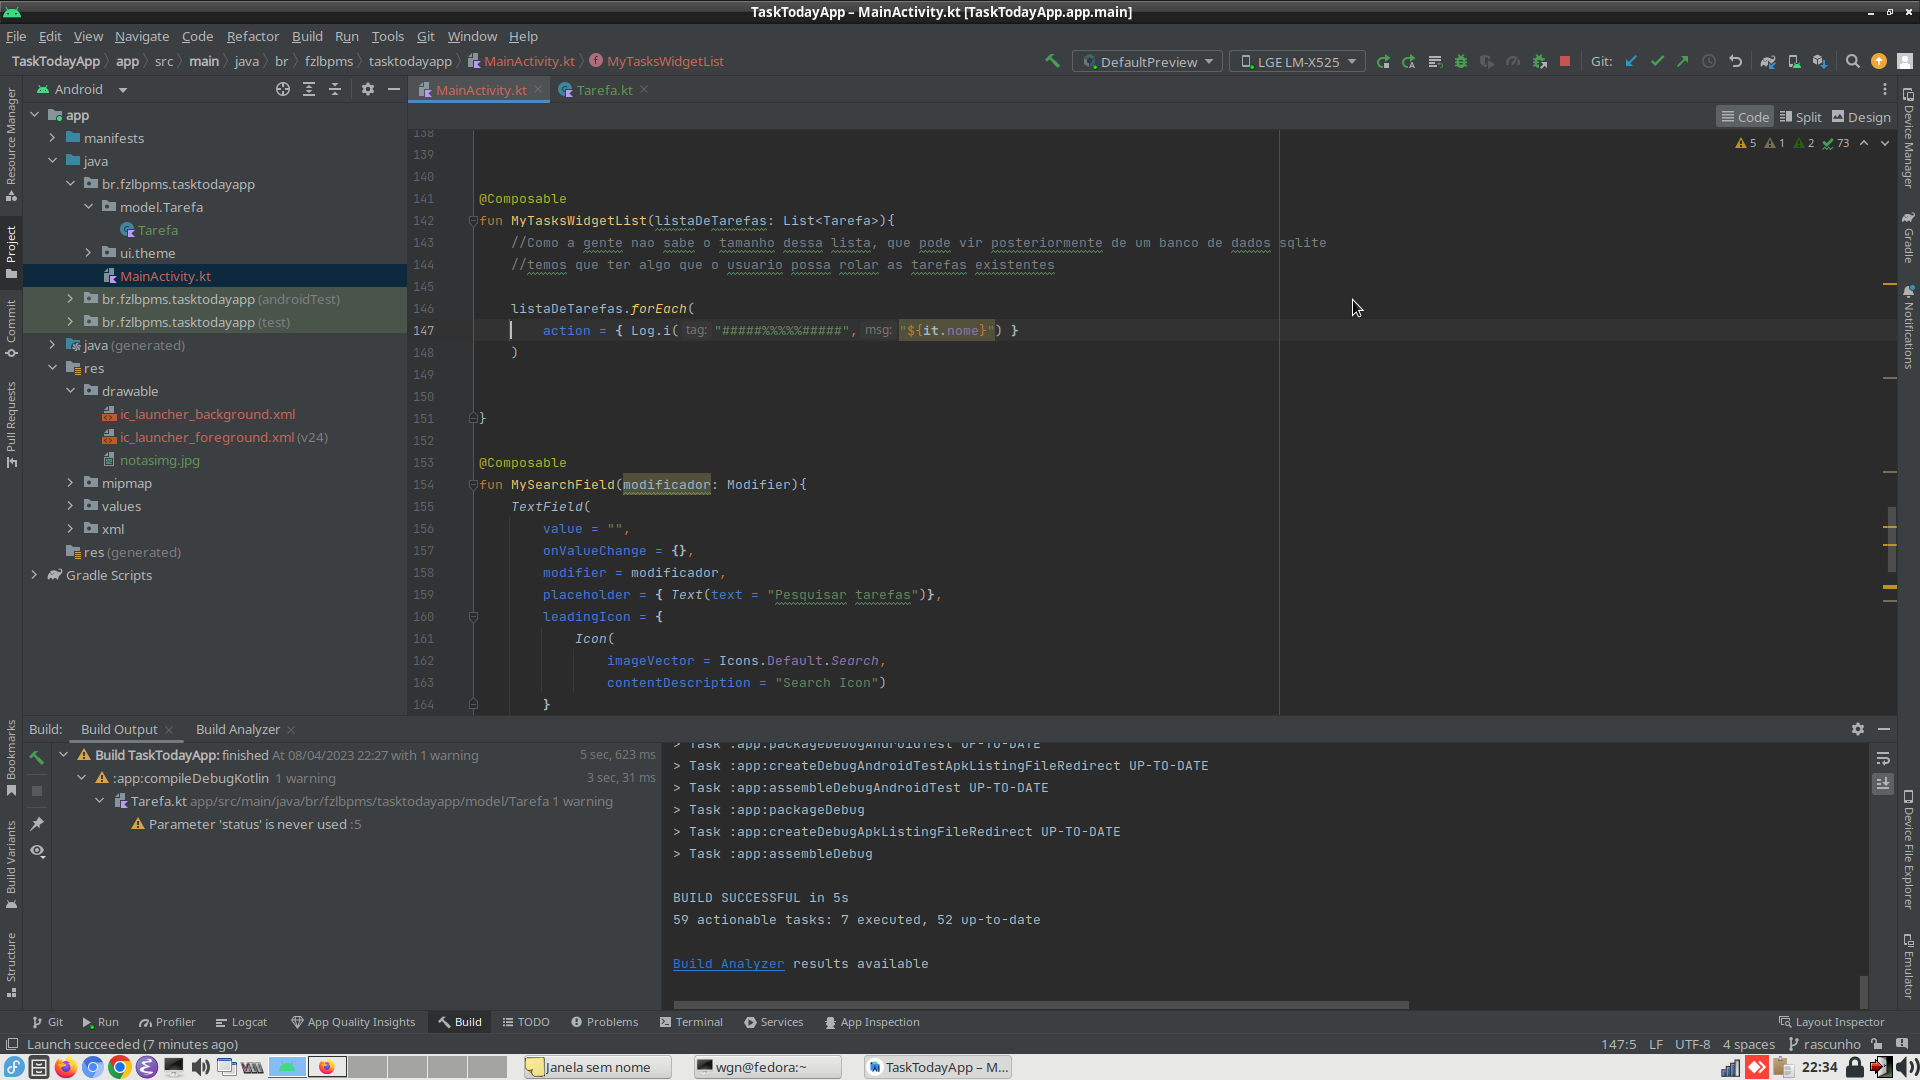 TaskTodayApp – MainActivity.kt [TaskTodayApp.app.main]
File Edit View Navigate Code Refactor Build Run Tools Git Window Help
TaskTodayApp app src main java br fzlbpms tasktodayapp MainActivity.kt MyTasksWidgetList DefaultPreview LGE LM-X525 Git:
Android MainActivity.kt Tarefa.kt
Code Split Design
5 1 2 73
Resource Manager
Project
Commit
Pull Requests
Bookmarks
Build Variants
Structure
app
manifests
java
br.fzlbpms.tasktodayapp
model.Tarefa
Tarefa
ui.theme
MainActivity.kt
br.fzlbpms.tasktodayapp (androidTest)
br.fzlbpms.tasktodayapp (test)
java (generated)
res
drawable
ic_launcher_background.xml
ic_launcher_foreground.xml (v24)
notasimg.jpg
mipmap
values
xml
res (generated)
Gradle Scripts
138
139
140
141 @Composable
142 fun MyTasksWidgetList(listaDeTarefas: List<Tarefa>){
143 //Como a gente nao sabe o tamanho dessa lista, que pode vir posteriormente de um banco de dados sqlite
144 //temos que ter algo que o usuario possa rolar as tarefas existentes
145
146 listaDeTarefas.forEach(
147 action = { Log.i( tag: "#####%%%%%#####", msg: "${it.nome}") }
148 )
149
150
151 }
152
153 @Composable
154 fun MySearchField(modificador: Modifier){
155 TextField(
156 value = "",
157 onValueChange = {},
158 modifier = modificador,
159 placeholder = { Text(text = "Pesquisar tarefas")},
160 leadingIcon = {
161 Icon(
162 imageVector = Icons.Default.Search,
163 contentDescription = "Search Icon")
164 }
Device Manager
Gradle
Notifications
Device File Explorer
Emulator
Build: Build Output Build Analyzer
Build TaskTodayApp: finished At 08/04/2023 22:27 with 1 warning 5 sec, 623 ms
:app:compileDebugKotlin 1 warning 3 sec, 31 ms
Tarefa.kt app/src/main/java/br/fzlbpms/tasktodayapp/model/Tarefa 1 warning
Parameter 'status' is never used :5
> Task :app:packageDebugAndroidTest UP-TO-DATE
> Task :app:createDebugAndroidTestApkListingFileRedirect UP-TO-DATE
> Task :app:assembleDebugAndroidTest UP-TO-DATE
> Task :app:packageDebug
> Task :app:createDebugApkListingFileRedirect UP-TO-DATE
> Task :app:assembleDebug
BUILD SUCCESSFUL in 5s
59 actionable tasks: 7 executed, 52 up-to-date
Build Analyzer results available
Git Run Profiler Logcat App Quality Insights Build TODO Problems Terminal Services App Inspection Layout Inspector
Launch succeeded (7 minutes ago) 147:5 LF UTF-8 4 spaces rascunho
Janela sem nome wgn@fedora:~ TaskTodayApp – M... 22:34